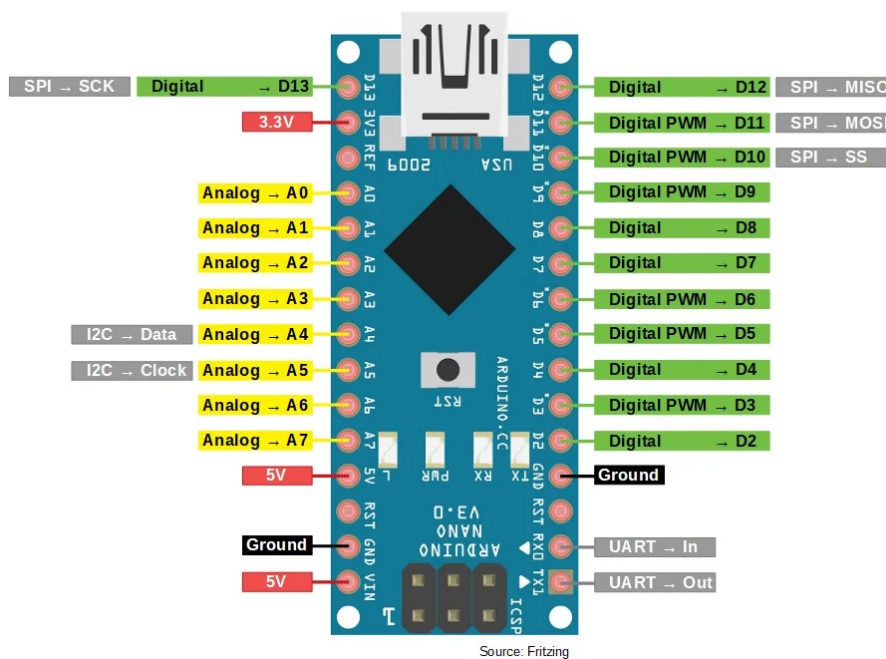 SPI → SCK
Digital → D13
3.3V
Analog → A0
Analog → A1
Analog → A2
Analog → A3
I2C → Data
Analog → A4
I2C → Clock
Analog → A5
Analog → A6
Analog → A7
5V
Ground
5V
D13
3V3
REF
A0
A1
A2
A3
A4
A5
A6
A7
5V
RST
GND
VIN
2009
USA
RST
ARDUINO.CC
L
PWR
RX
TX
ARDUINO
NANO
V3.0
1
ICSP
D12
D11*
D10*
D9*
D8
D7
D6*
D5*
D4
D3*
D2
GND
RST
RX0
TX1
Digital → D12
SPI → MISO
Digital PWM → D11
SPI → MOSI
Digital PWM → D10
SPI → SS
Digital PWM → D9
Digital → D8
Digital → D7
Digital PWM → D6
Digital PWM → D5
Digital → D4
Digital PWM → D3
Digital → D2
Ground
UART → In
UART → Out
Source: Fritzing